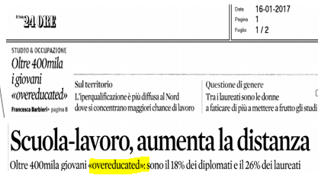 Date 16-01-2017
Pagina 1
Foglio 1 / 2
24 ORE
STUDIO & OCCUPAZIONE
Oltre 400mila
i giovani
«overeducated»
Francesca Barbieri▸ pagina 8
Sul territorio
L'iperqualificazione è più diffusa al Nord
dove si concentrano maggiori chance di lavoro
Questione di genere
Tra i laureati sono le donne
a faticare di più a mettere a frutto gli studi
Scuola-lavoro, aumenta la distanza
Oltre 400mila giovani «overeducated»: sono il 18% dei diplomati e il 26% dei laureati